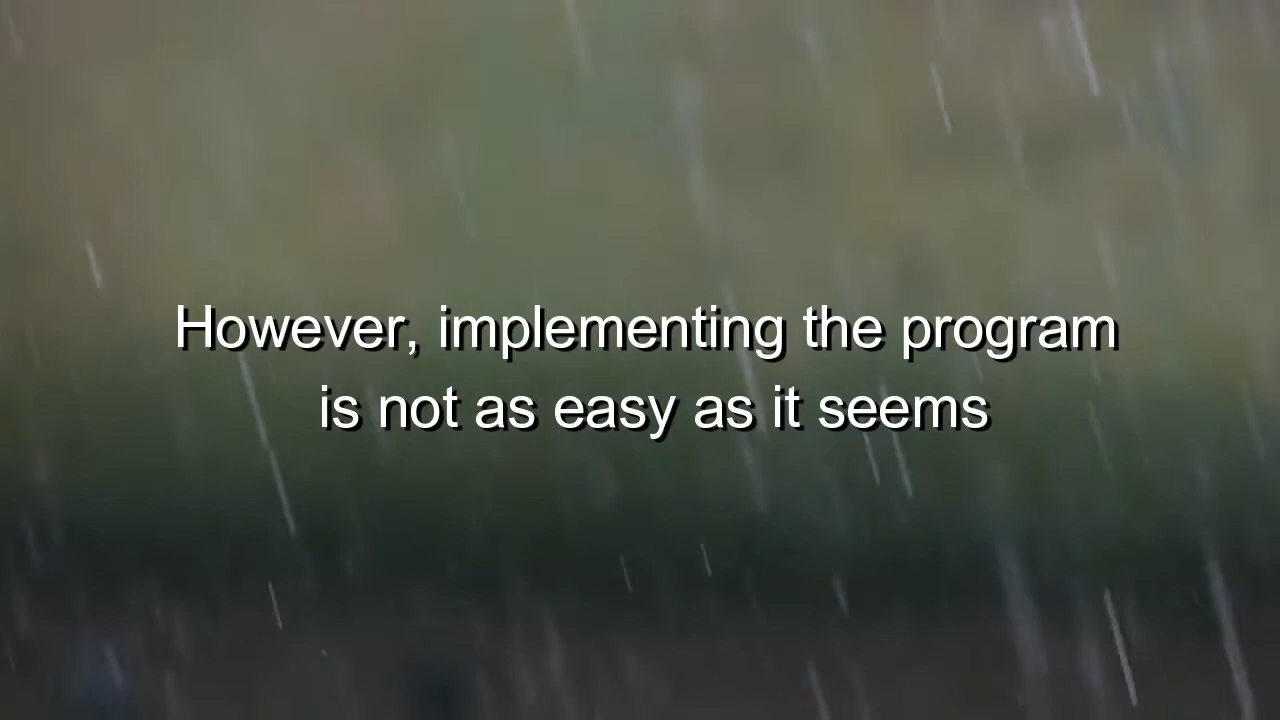 However, implementing the program
is not as easy as it seems